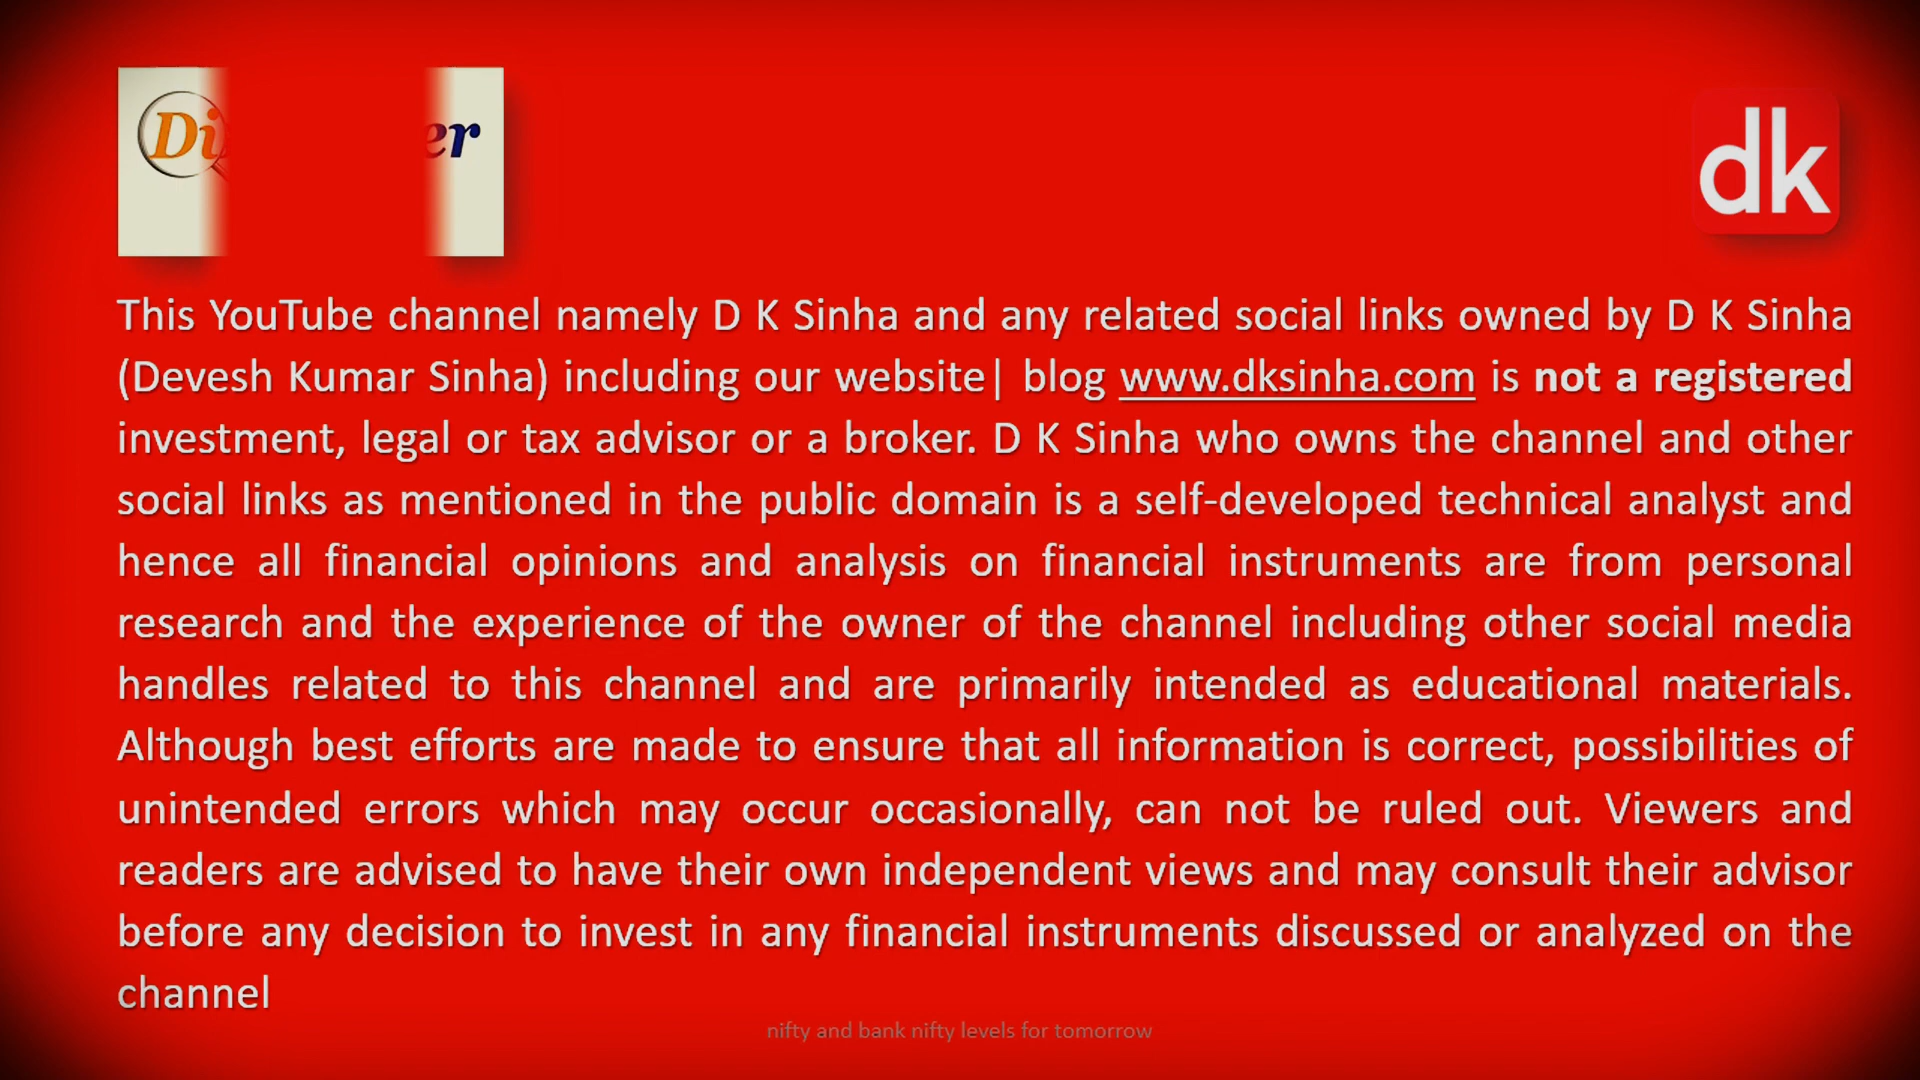 dk
This YouTube channel namely D K Sinha and any related social links owned by D K Sinha
(Devesh Kumar Sinha) including our website| blog www.dksinha.com is not a registered
investment, legal or tax advisor or a broker. D K Sinha who owns the channel and other
social links as mentioned in the public domain is a self-developed technical analyst and
hence all financial opinions and analysis on financial instruments are from personal
research and the experience of the owner of the channel including other social media
handles related to this channel and are primarily intended as educational materials.
Although best efforts are made to ensure that all information is correct, possibilities of
unintended errors which may occur occasionally, can not be ruled out. Viewers and
readers are advised to have their own independent views and may consult their advisor
before any decision to invest in any financial instruments discussed or analyzed on the
channel
nifty and bank nifty levels for tomorrow